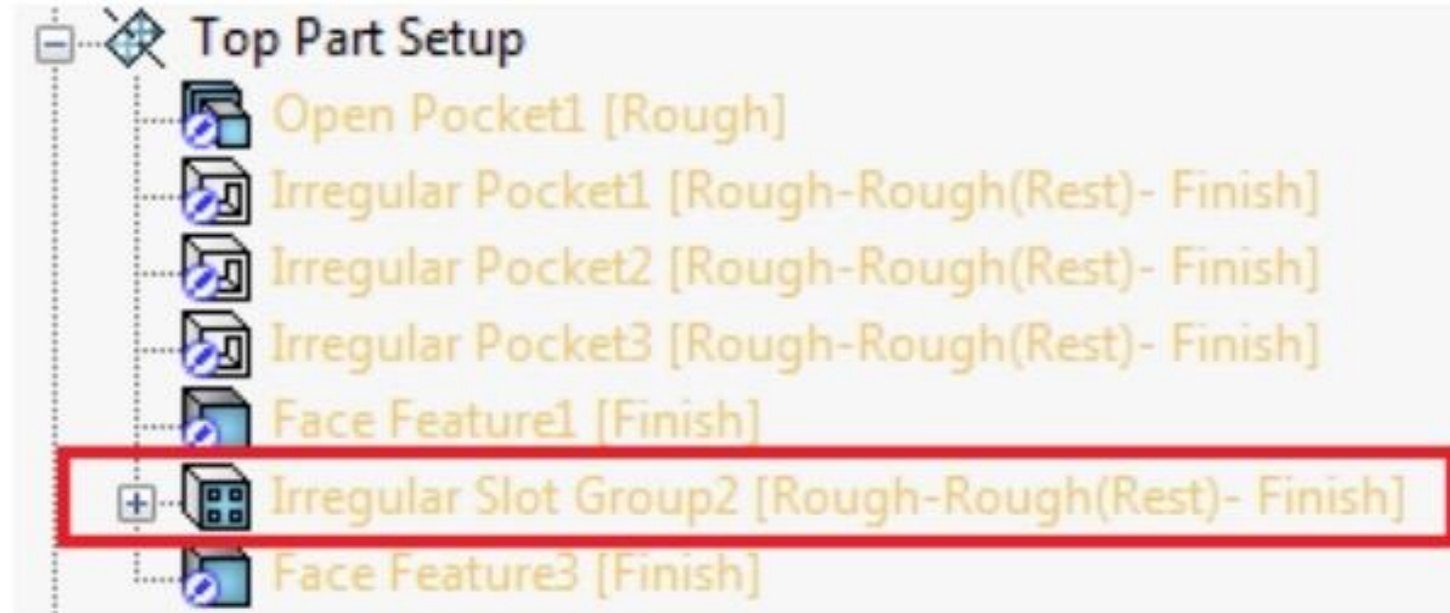 Top Part Setup
Open Pocket1 [Rough]
Irregular Pocket1 [Rough-Rough(Rest)- Finish]
Irregular Pocket2 [Rough-Rough(Rest)- Finish]
Irregular Pocket3 [Rough-Rough(Rest)- Finish]
Face Feature1 [Finish]
Irregular Slot Group2 [Rough-Rough(Rest)- Finish]
Face Feature3 [Finish]